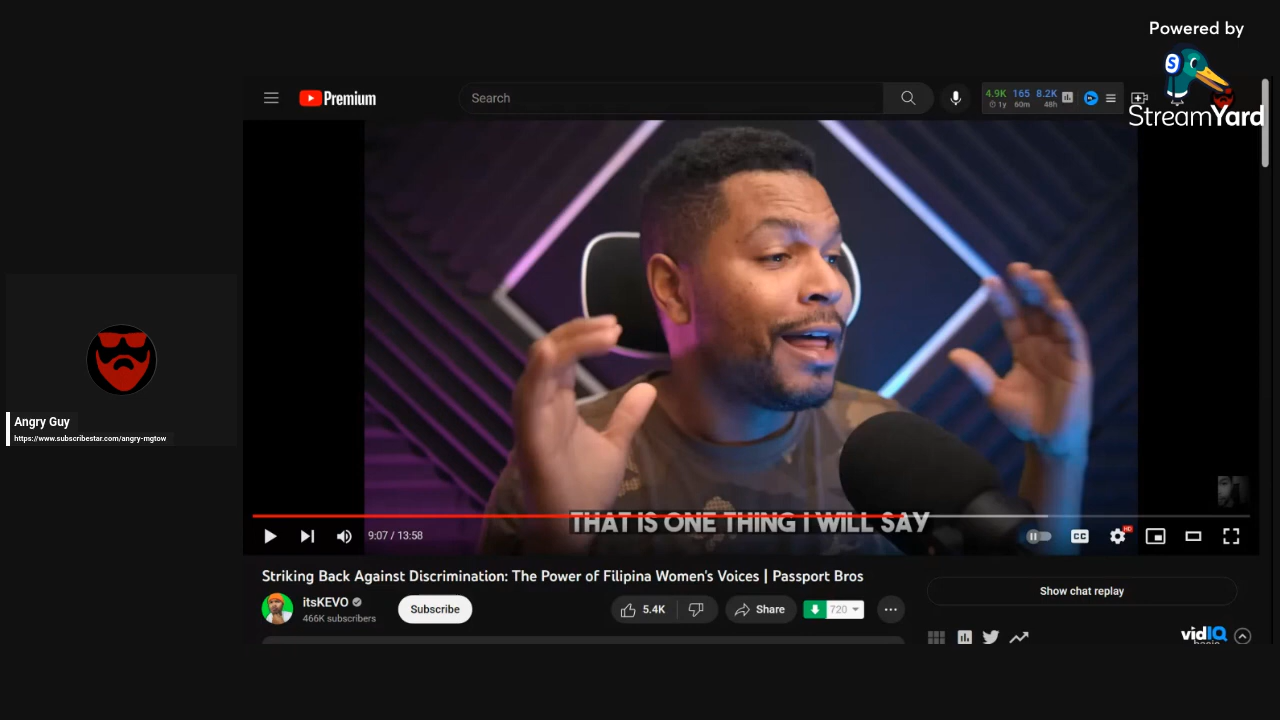 Powered by
StreamYard
Premium
Search
4.9K 165 8.2K
1y 60m 48h
Angry Guy
https://www.subscribestar.com/angry-mgtow
THAT IS ONE THING I WILL SAY
9:07 / 13:58
CC
HD
Striking Back Against Discrimination: The Power of Filipina Women's Voices | Passport Bros
itsKEVO
466K subscribers
Subscribe
5.4K
Share
720
Show chat replay
vidIQ